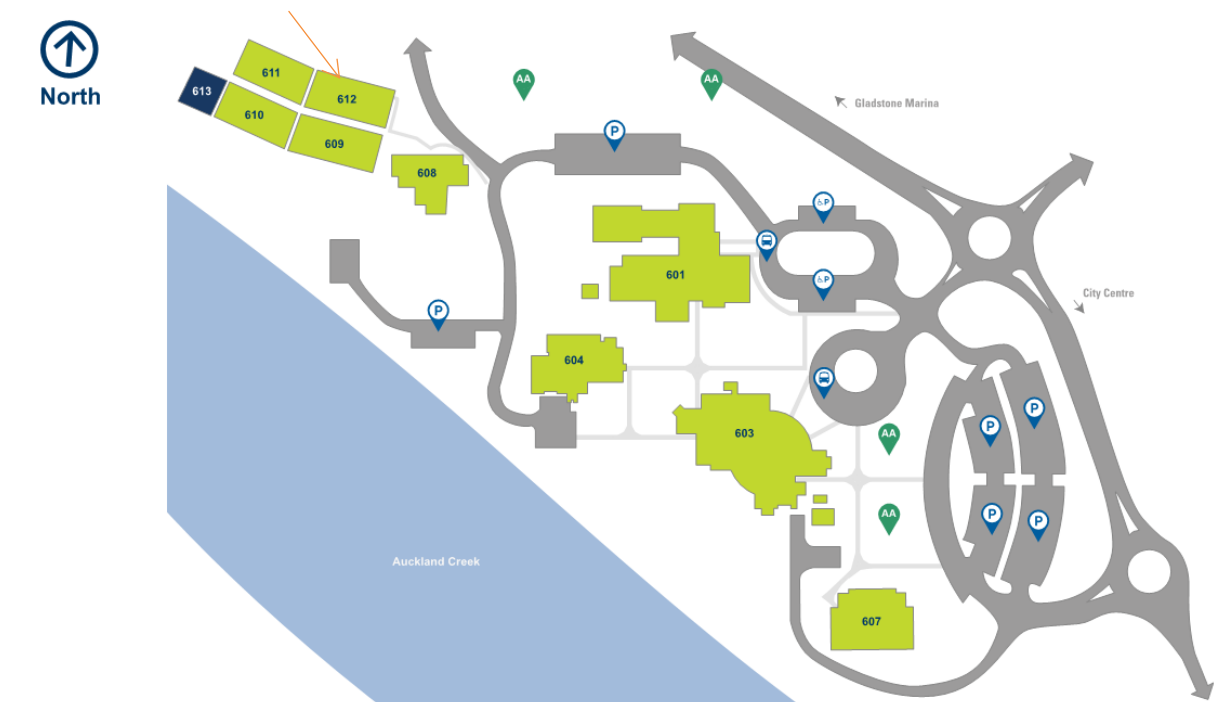 North
611
613
612
610
609
608
AA
AA
Gladstone Marina
P
P
601
P
City Centre
P
P
604
603
AA
P
P
AA
P
P
Auckland Creek
607